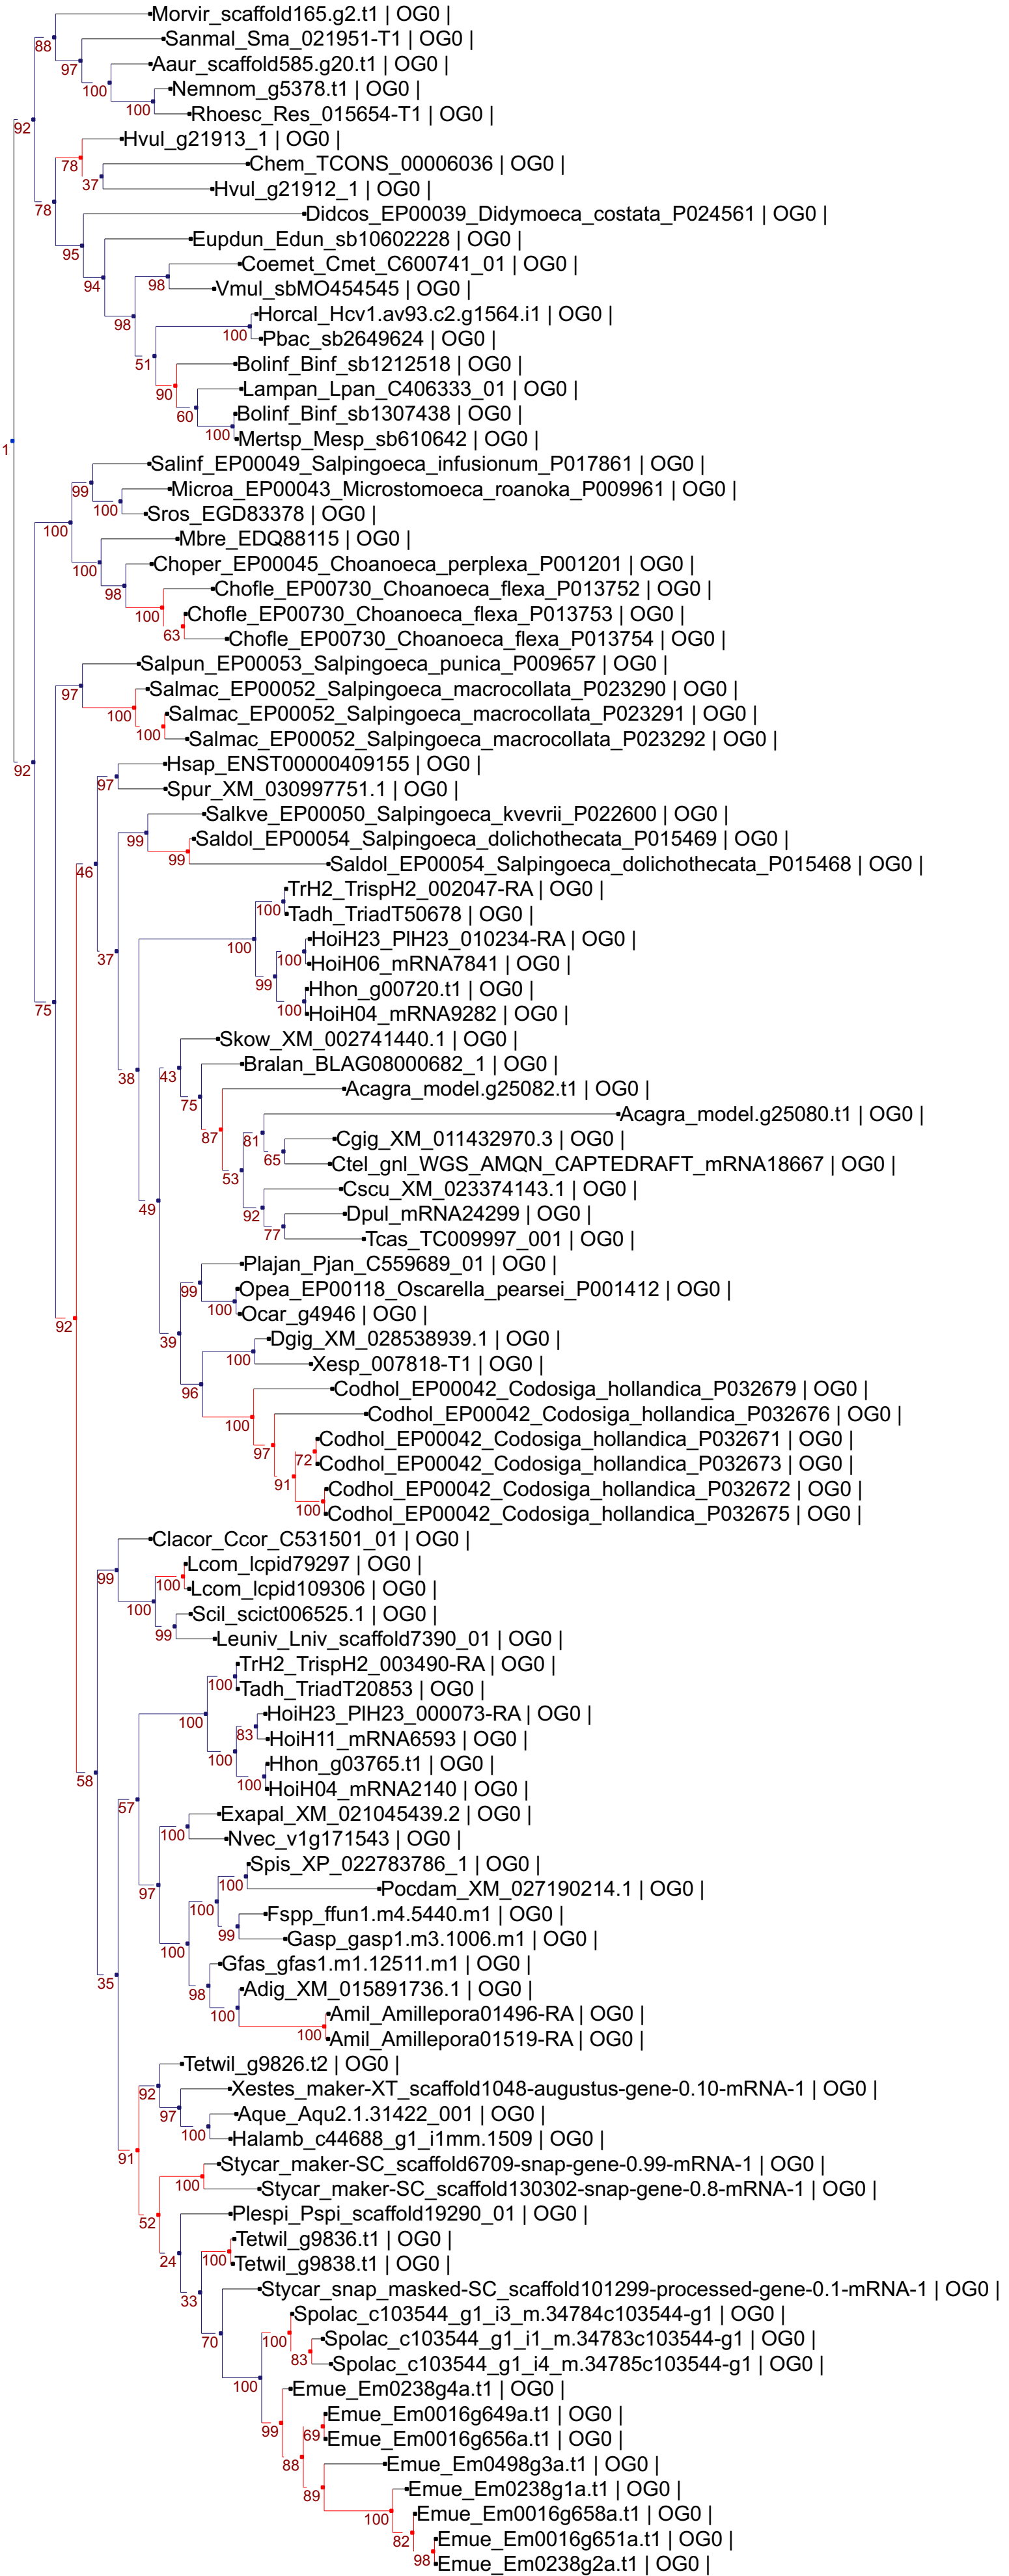 Morvir_scaffold165.g2.t1 | OG0 |
88
Sanmal_Sma_021951-T1 | OG0 |
97
Aaur_scaffold585.g20.t1 | OG0 |
100
Nemnom_g5378.t1 | OG0 |
100
Rhoesc_Res_015654-T1 | OG0 |
92
Hvul_g21913_1 | OG0 |
78
Chem_TCONS_00006036 | OG0 |
37
Hvul_g21912_1 | OG0 |
78
Didcos_EP00039_Didymoeca_costata_P024561 | OG0 |
95
Eupdun_Edun_sb10602228 | OG0 |
94
Coemet_Cmet_C600741_01 | OG0 |
98
Vmul_sbMO454545 | OG0 |
98
Horcal_Hcv1.av93.c2.g1564.i1 | OG0 |
100
Pbac_sb2649624 | OG0 |
51
Bolinf_Binf_sb1212518 | OG0 |
90
Lampan_Lpan_C406333_01 | OG0 |
60
Bolinf_Binf_sb1307438 | OG0 |
100
Mertsp_Mesp_sb610642 | OG0 |
1
Salinf_EP00049_Salpingoeca_infusionum_P017861 | OG0 |
99
Microa_EP00043_Microstomoeca_roanoka_P009961 | OG0 |
100
Sros_EGD83378 | OG0 |
100
Mbre_EDQ88115 | OG0 |
100
Choper_EP00045_Choanoeca_perplexa_P001201 | OG0 |
98
Chofle_EP00730_Choanoeca_flexa_P013752 | OG0 |
100
Chofle_EP00730_Choanoeca_flexa_P013753 | OG0 |
63
Chofle_EP00730_Choanoeca_flexa_P013754 | OG0 |
Salpun_EP00053_Salpingoeca_punica_P009657 | OG0 |
97
Salmac_EP00052_Salpingoeca_macrocollata_P023290 | OG0 |
100
Salmac_EP00052_Salpingoeca_macrocollata_P023291 | OG0 |
100
Salmac_EP00052_Salpingoeca_macrocollata_P023292 | OG0 |
92
Hsap_ENST00000409155 | OG0 |
97
Spur_XM_030997751.1 | OG0 |
Salkve_EP00050_Salpingoeca_kvevrii_P022600 | OG0 |
99
Saldol_EP00054_Salpingoeca_dolichothecata_P015469 | OG0 |
99
Saldol_EP00054_Salpingoeca_dolichothecata_P015468 | OG0 |
46
TrH2_TrispH2_002047-RA | OG0 |
100
Tadh_TriadT50678 | OG0 |
100
HoiH23_PlH23_010234-RA | OG0 |
37
100
HoiH06_mRNA7841 | OG0 |
99
Hhon_g00720.t1 | OG0 |
75
100
HoiH04_mRNA9282 | OG0 |
Skow_XM_002741440.1 | OG0 |
38
43
Bralan_BLAG08000682_1 | OG0 |
75
Acagra_model.g25082.t1 | OG0 |
Acagra_model.g25080.t1 | OG0 |
87
81
Cgig_XM_011432970.3 | OG0 |
65
Ctel_gnl_WGS_AMQN_CAPTEDRAFT_mRNA18667 | OG0 |
53
Cscu_XM_023374143.1 | OG0 |
49
92
Dpul_mRNA24299 | OG0 |
77
Tcas_TC009997_001 | OG0 |
Plajan_Pjan_C559689_01 | OG0 |
99
Opea_EP00118_Oscarella_pearsei_P001412 | OG0 |
100
Ocar_g4946 | OG0 |
92
39
Dgig_XM_028538939.1 | OG0 |
100
Xesp_007818-T1 | OG0 |
96
Codhol_EP00042_Codosiga_hollandica_P032679 | OG0 |
100
Codhol_EP00042_Codosiga_hollandica_P032676 | OG0 |
97
Codhol_EP00042_Codosiga_hollandica_P032671 | OG0 |
72
Codhol_EP00042_Codosiga_hollandica_P032673 | OG0 |
91
Codhol_EP00042_Codosiga_hollandica_P032672 | OG0 |
100
Codhol_EP00042_Codosiga_hollandica_P032675 | OG0 |
Clacor_Ccor_C531501_01 | OG0 |
99
Lcom_lcpid79297 | OG0 |
100
Lcom_lcpid109306 | OG0 |
100
Scil_scict006525.1 | OG0 |
99
Leuniv_Lniv_scaffold7390_01 | OG0 |
TrH2_TrispH2_003490-RA | OG0 |
100
Tadh_TriadT20853 | OG0 |
100
HoiH23_PlH23_000073-RA | OG0 |
83
HoiH11_mRNA6593 | OG0 |
100
Hhon_g03765.t1 | OG0 |
58
100
HoiH04_mRNA2140 | OG0 |
57
Exapal_XM_021045439.2 | OG0 |
100
Nvec_v1g171543 | OG0 |
Spis_XP_022783786_1 | OG0 |
97
100
Pocdam_XM_027190214.1 | OG0 |
100
Fspp_ffun1.m4.5440.m1 | OG0 |
99
Gasp_gasp1.m3.1006.m1 | OG0 |
100
Gfas_gfas1.m1.12511.m1 | OG0 |
35
98
Adig_XM_015891736.1 | OG0 |
100
Amil_Amillepora01496-RA | OG0 |
100
Amil_Amillepora01519-RA | OG0 |
Tetwil_g9826.t2 | OG0 |
92
Xestes_maker-XT_scaffold1048-augustus-gene-0.10-mRNA-1 | OG0 |
97
Aque_Aqu2.1.31422_001 | OG0 |
100
Halamb_c44688_g1_i1mm.1509 | OG0 |
91
Stycar_maker-SC_scaffold6709-snap-gene-0.99-mRNA-1 | OG0 |
100
Stycar_maker-SC_scaffold130302-snap-gene-0.8-mRNA-1 | OG0 |
52
Plespi_Pspi_scaffold19290_01 | OG0 |
Tetwil_g9836.t1 | OG0 |
24
100
Tetwil_g9838.t1 | OG0 |
33
Stycar_snap_masked-SC_scaffold101299-processed-gene-0.1-mRNA-1 | OG0 |
Spolac_c103544_g1_i3_m.34784c103544-g1 | OG0 |
70
100
Spolac_c103544_g1_i1_m.34783c103544-g1 | OG0 |
83
Spolac_c103544_g1_i4_m.34785c103544-g1 | OG0 |
100
Emue_Em0238g4a.t1 | OG0 |
Emue_Em0016g649a.t1 | OG0 |
99
69
Emue_Em0016g656a.t1 | OG0 |
88
Emue_Em0498g3a.t1 | OG0 |
89
Emue_Em0238g1a.t1 | OG0 |
100
Emue_Em0016g658a.t1 | OG0 |
82
Emue_Em0016g651a.t1 | OG0 |
98
Emue_Em0238g2a.t1 | OG0 |